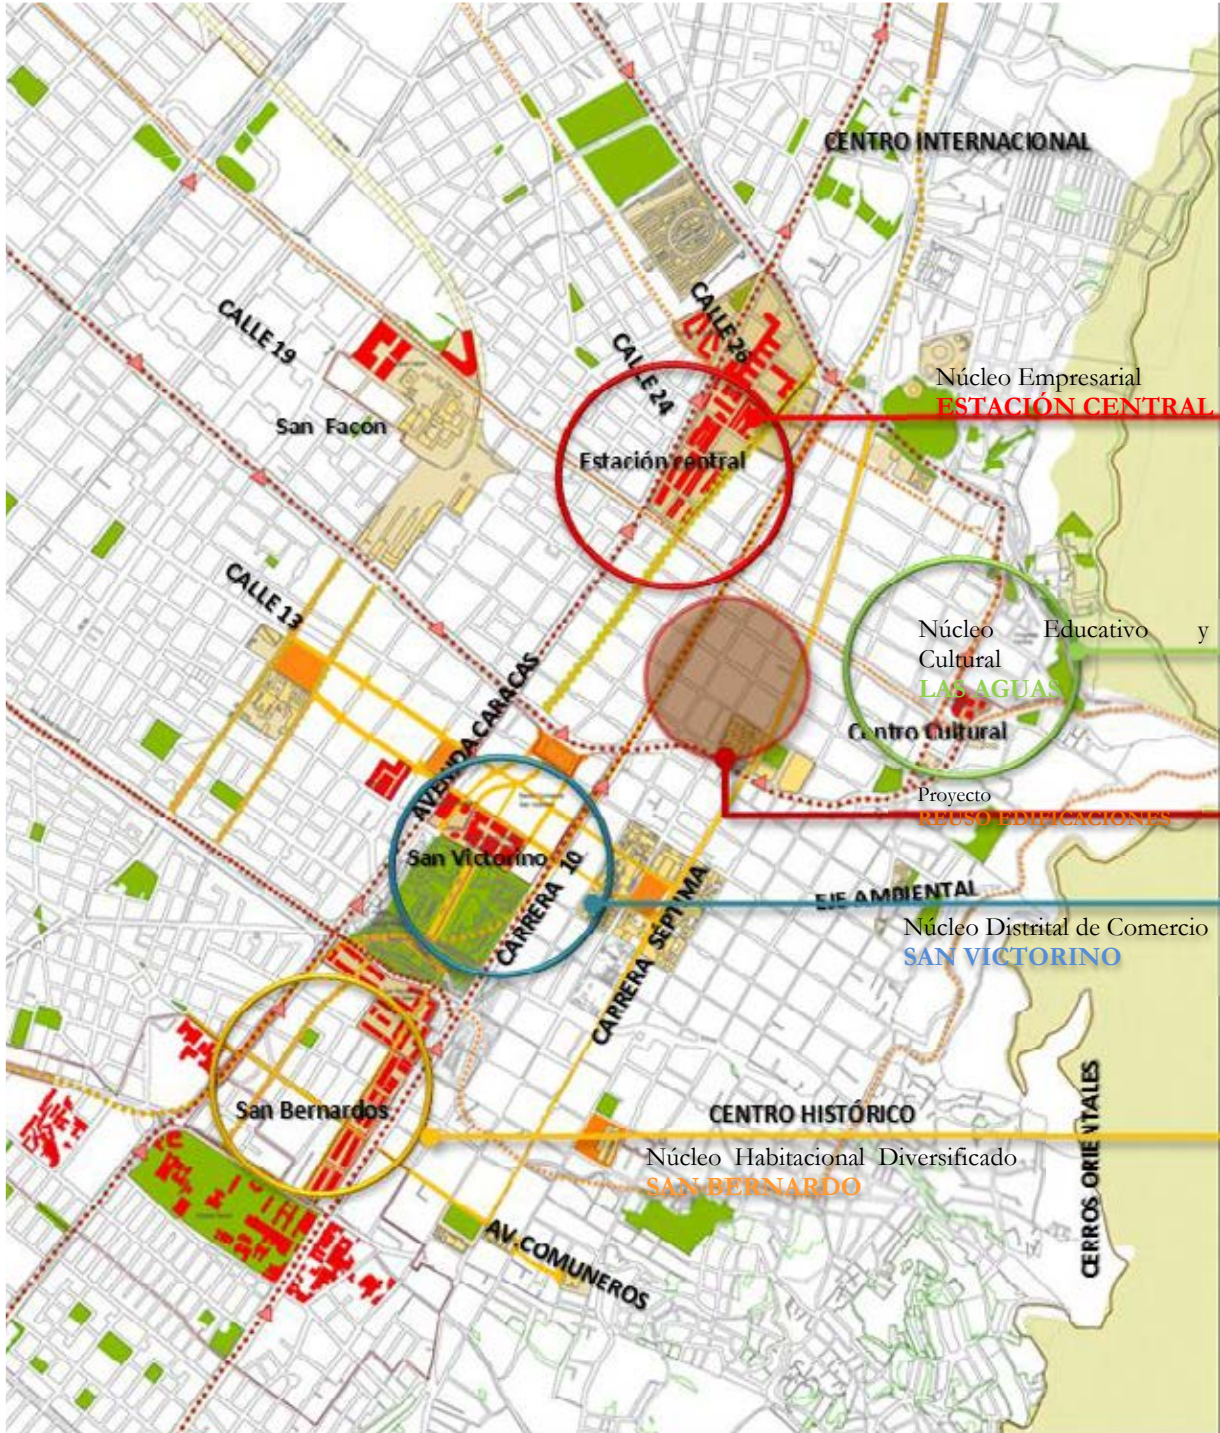 CENTRO INTERNACIONAL
CALLE 26
CALLE 19
CALLE 24
Núcleo Empresarial
ESTACIÓN CENTRAL
San Façon
Estación central
CALLE 13
Núcleo Educativo y
Cultural
LAS AGUAS
Centro Cultural
AVENIDA CARACAS
Proyecto
REUSO EDIFICACIONES
San Victorino
CARRERA 10
CARRERA SÉPTIMA
EJE AMBIENTAL
Núcleo Distrital de Comercio
SAN VICTORINO
San Bernardos
CENTRO HISTÓRICO
CERROS ORIENTALES
Núcleo Habitacional Diversificado
SAN BERNARDO
AV.COMUNEROS